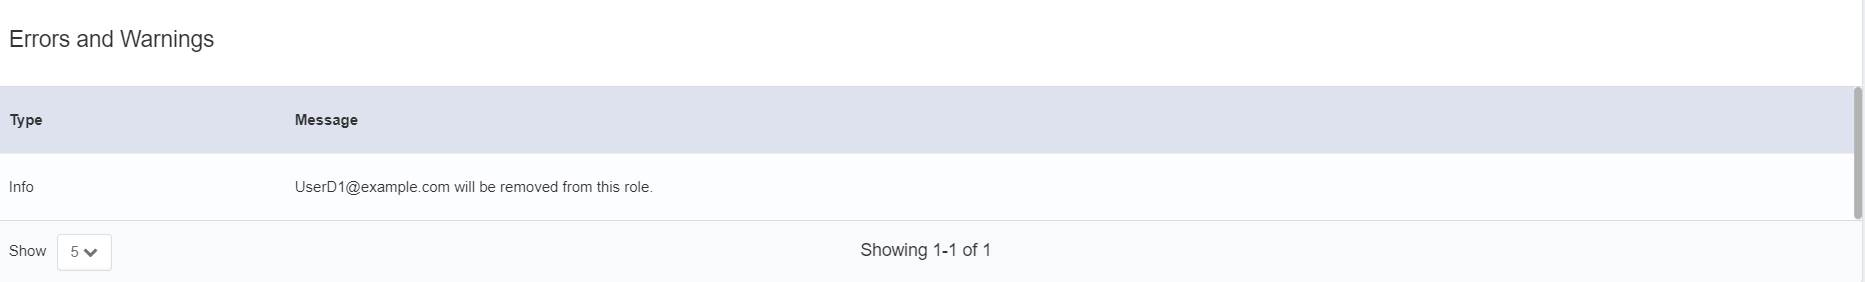 Errors and Warnings
Type Message
Info UserD1@example.com will be removed from this role.
Show 5 Showing 1-1 of 1